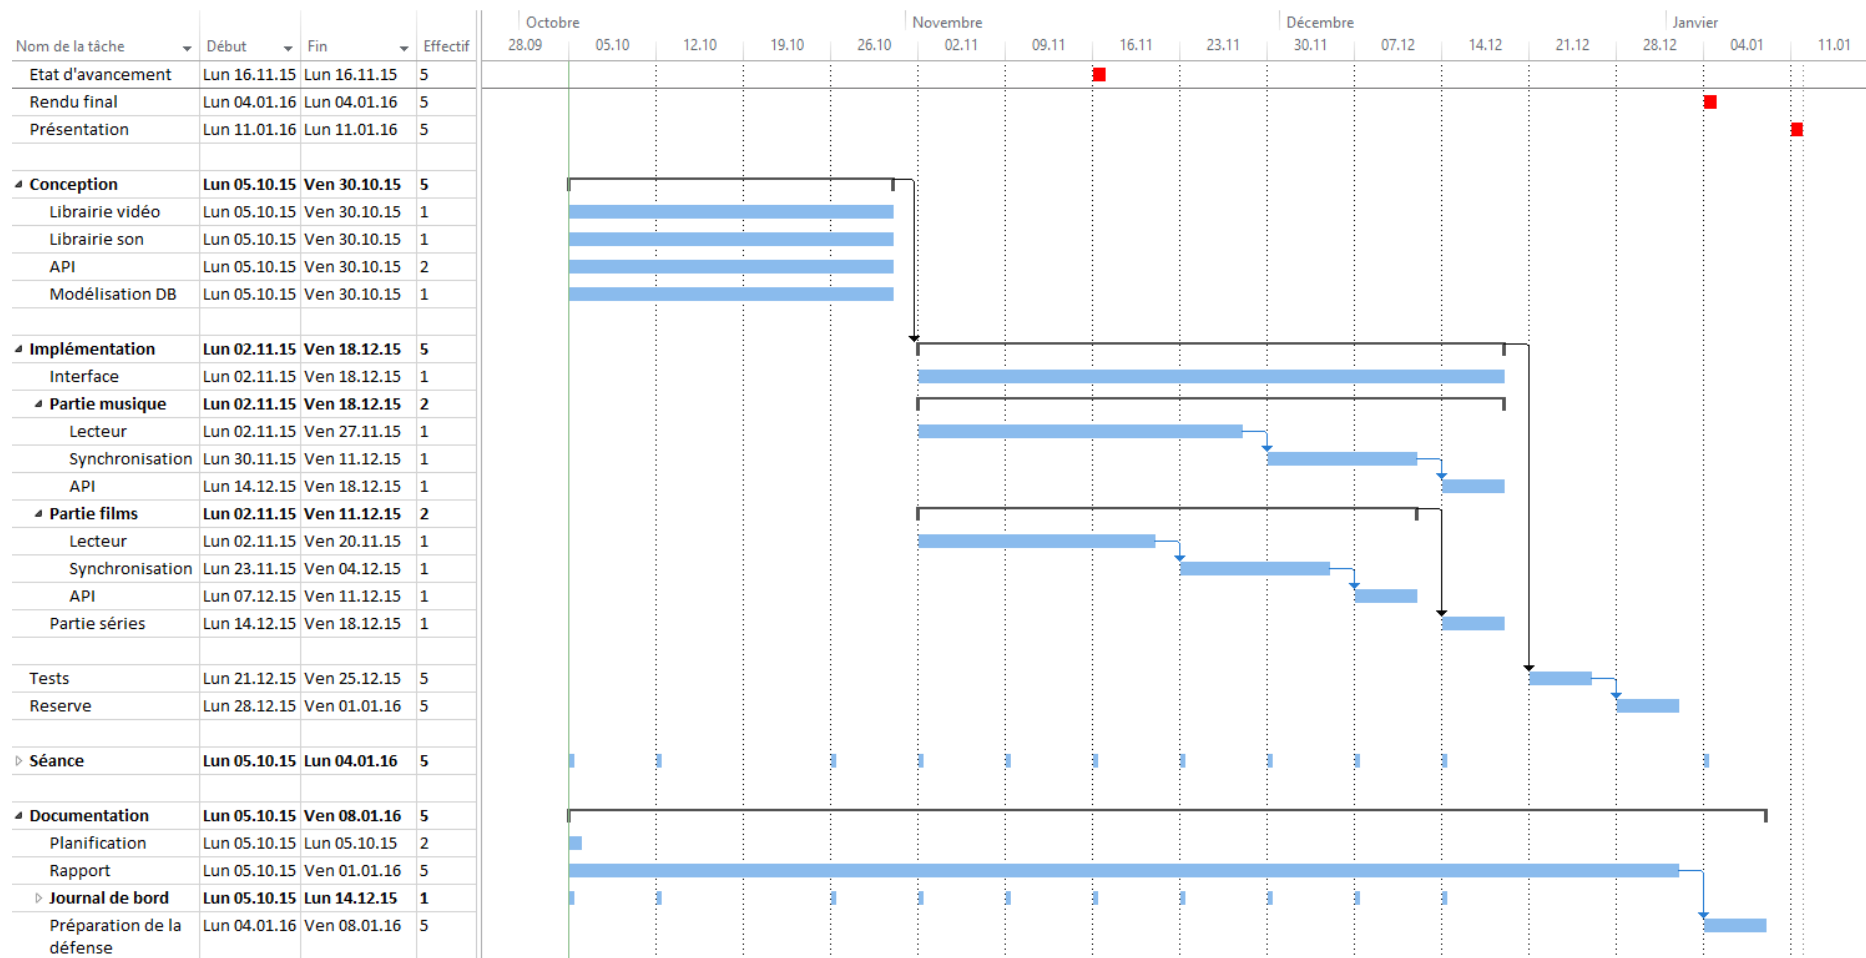 Octobre Novembre Décembre Janvier
Nom de la tâche Début Fin Effectif 28.09 05.10 12.10 19.10 26.10 02.11 09.11 16.11 23.11 30.11 07.12 14.12 21.12 28.12 04.01 11.01
Etat d'avancement Lun 16.11.15 Lun 16.11.15 5
Rendu final Lun 04.01.16 Lun 04.01.16 5
Présentation Lun 11.01.16 Lun 11.01.16 5
Conception Lun 05.10.15 Ven 30.10.15 5
Librairie vidéo Lun 05.10.15 Ven 30.10.15 1
Librairie son Lun 05.10.15 Ven 30.10.15 1
API Lun 05.10.15 Ven 30.10.15 2
Modélisation DB Lun 05.10.15 Ven 30.10.15 1
Implémentation Lun 02.11.15 Ven 18.12.15 5
Interface Lun 02.11.15 Ven 18.12.15 1
Partie musique Lun 02.11.15 Ven 18.12.15 2
Lecteur Lun 02.11.15 Ven 27.11.15 1
Synchronisation Lun 30.11.15 Ven 11.12.15 1
API Lun 14.12.15 Ven 18.12.15 1
Partie films Lun 02.11.15 Ven 11.12.15 2
Lecteur Lun 02.11.15 Ven 20.11.15 1
Synchronisation Lun 23.11.15 Ven 04.12.15 1
API Lun 07.12.15 Ven 11.12.15 1
Partie séries Lun 14.12.15 Ven 18.12.15 1
Tests Lun 21.12.15 Ven 25.12.15 5
Reserve Lun 28.12.15 Ven 01.01.16 5
Séance Lun 05.10.15 Lun 04.01.16 5
Documentation Lun 05.10.15 Ven 08.01.16 5
Planification Lun 05.10.15 Lun 05.10.15 2
Rapport Lun 05.10.15 Ven 01.01.16 5
Journal de bord Lun 05.10.15 Lun 14.12.15 1
Préparation de la Lun 04.01.16 Ven 08.01.16 5
défense